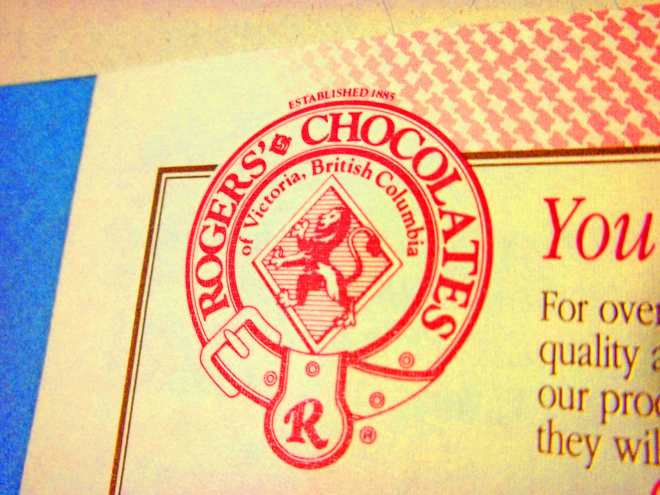 ESTABLISHED 1885
ROGERS' CHOCOLATES
of Victoria, British Columbia
R
®
You
For over
quality a
our prod
they wil